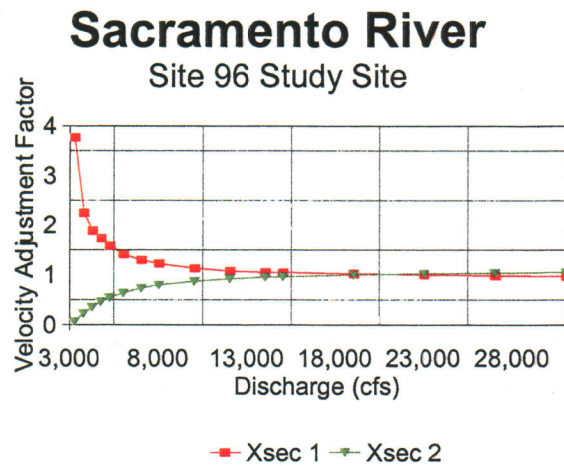 Sacramento River
Site 96 Study Site
Velocity Adjustment Factor
4
3
2
1
0
3,000 8,000 13,000 18,000 23,000 28,000
Discharge (cfs)
Xsec 1 Xsec 2